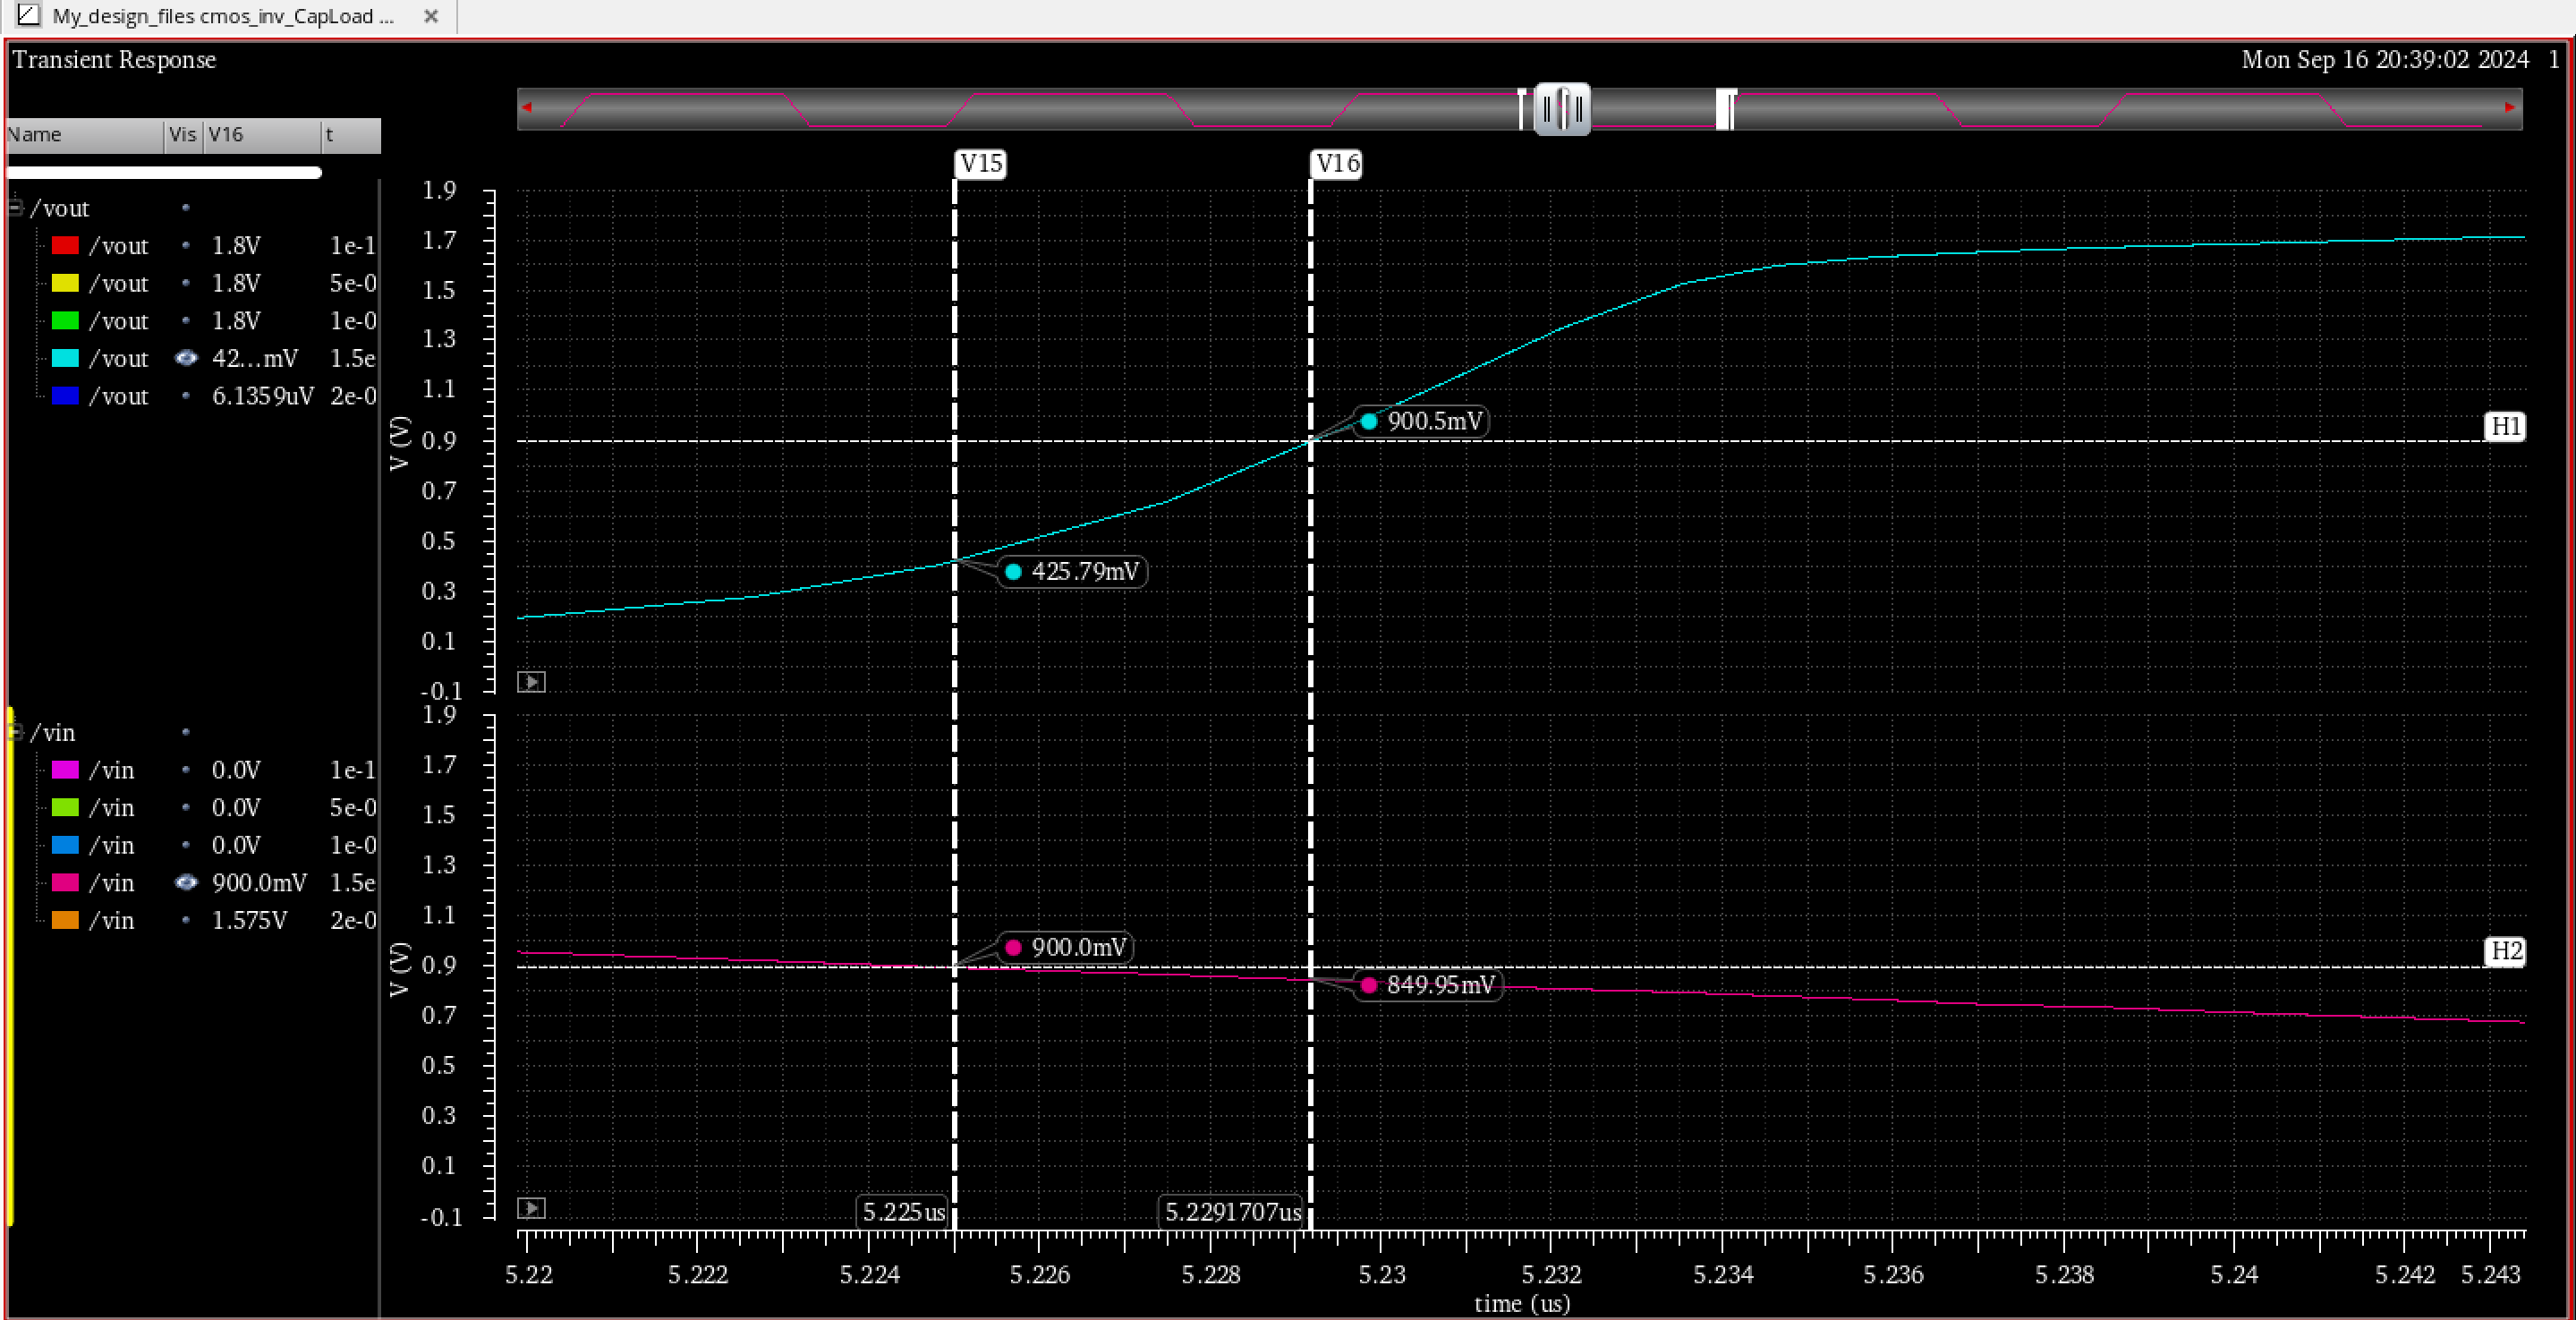 My_design_files cmos_inv_CapLoad ...
Transient Response
Mon Sep 16 20:39:02 2024 1
Name Vis V16 t
V15 V16
/vout
/vout 1.8V 1e-1
/vout 1.8V 5e-0
/vout 1.8V 1e-0
/vout 42...mV 1.5e
/vout 6.1359uV 2e-0
1.9
1.7
1.5
1.3
1.1
0.9
0.7
0.5
0.3
0.1
-0.1
V (V)
900.5mV
H1
425.79mV
/vin
/vin 0.0V 1e-1
/vin 0.0V 5e-0
/vin 0.0V 1e-0
/vin 900.0mV 1.5e
/vin 1.575V 2e-0
1.9
1.7
1.5
1.3
1.1
0.9
0.7
0.5
0.3
0.1
-0.1
V (V)
900.0mV
H2
849.95mV
5.225us 5.2291707us
5.22 5.222 5.224 5.226 5.228 5.23 5.232 5.234 5.236 5.238 5.24 5.242 5.243
time (us)